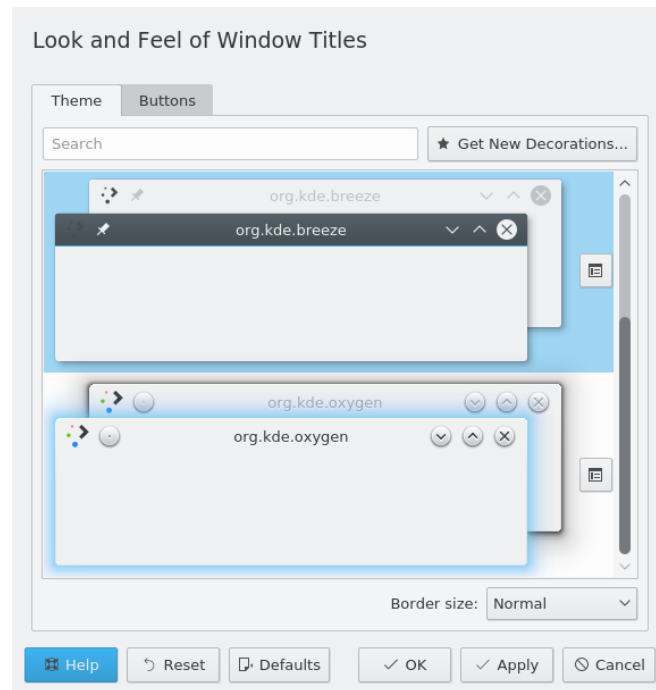 Look and Feel of Window Titles
Theme Buttons
Search Get New Decorations...
org.kde.breeze
org.kde.breeze
org.kde.oxygen
org.kde.oxygen
Border size: Normal
Help Reset Defaults OK Apply Cancel